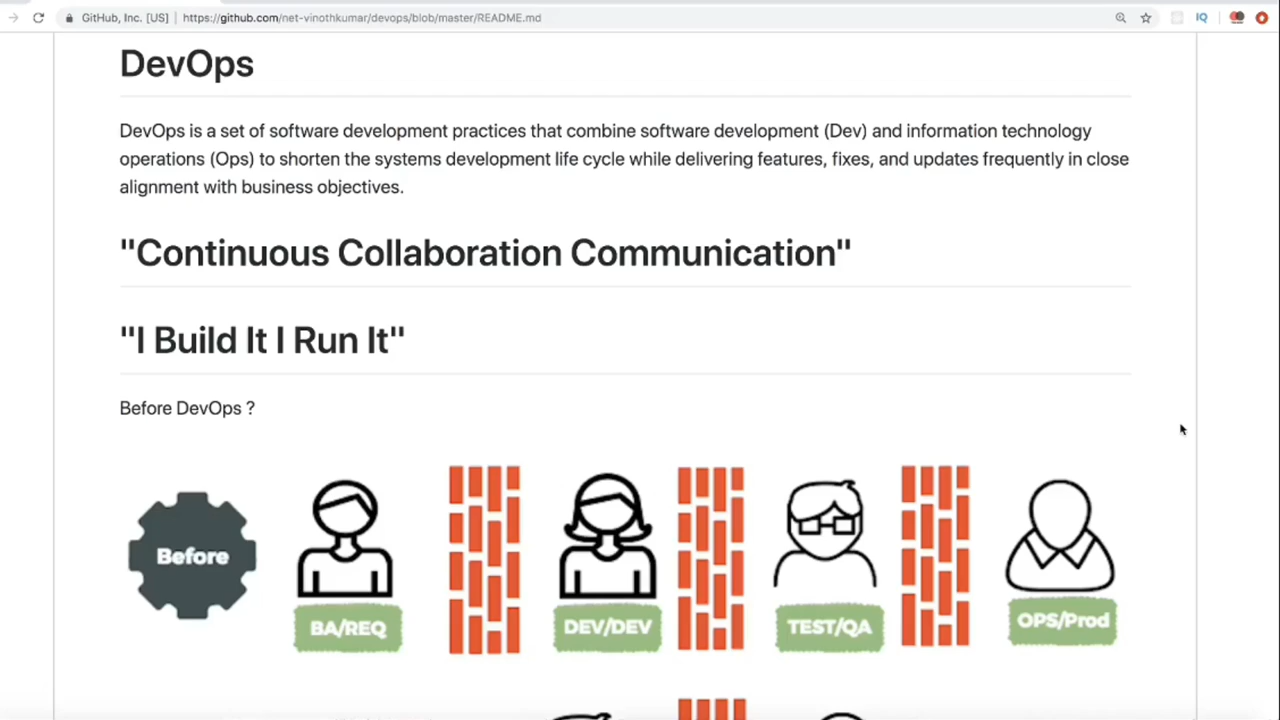 GitHub, Inc. [US] | https://github.com/net-vinothkumar/devops/blob/master/README.md
IQ
DevOps
DevOps is a set of software development practices that combine software development (Dev) and information technology
operations (Ops) to shorten the systems development life cycle while delivering features, fixes, and updates frequently in close
alignment with business objectives.
"Continuous Collaboration Communication"
"I Build It I Run It"
Before DevOps ?
Before
BA/REQ
DEV/DEV
TEST/QA
OPS/Prod